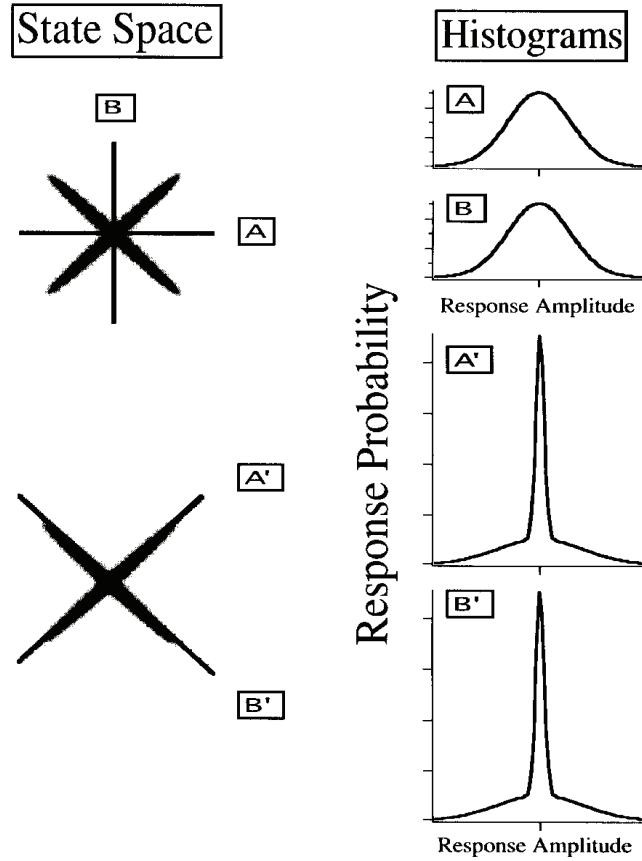 State Space
Histograms
B
A
A
B
Response Amplitude
Response Probability
A'
A'
B'
B'
Response Amplitude